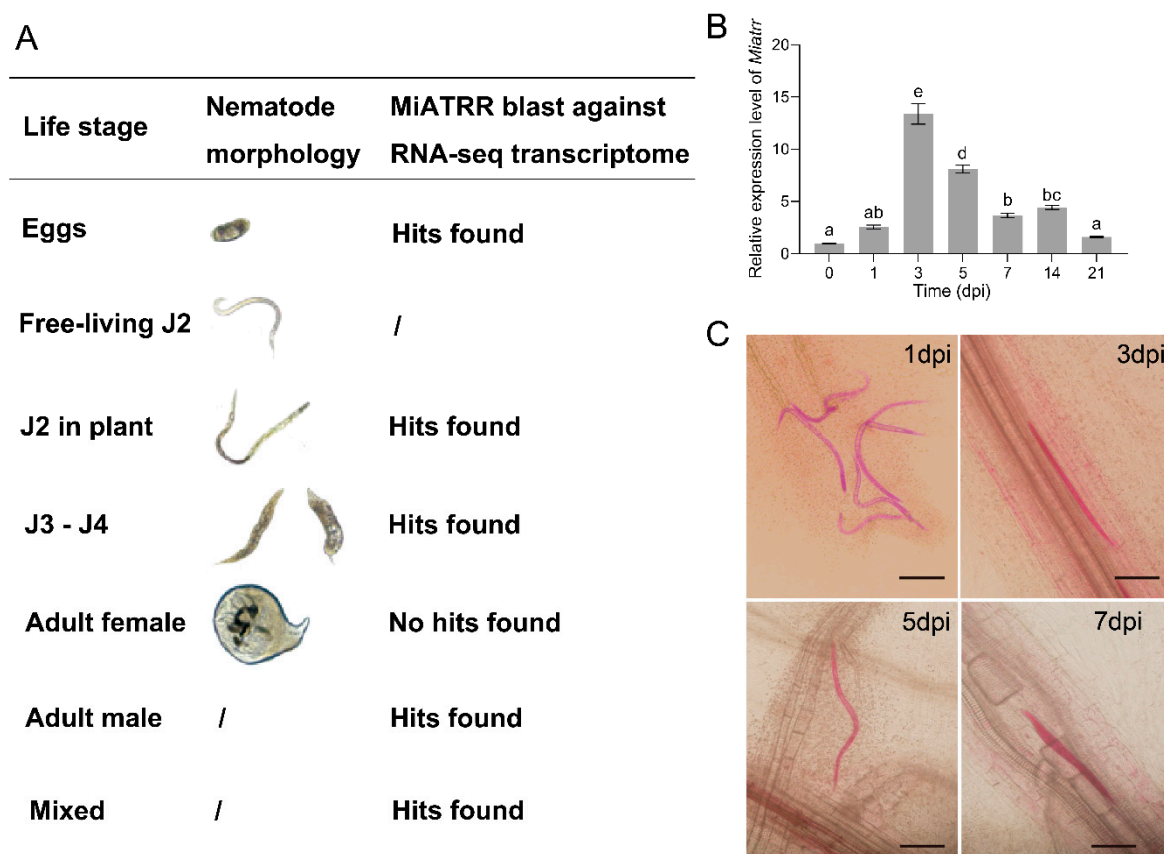 A
Life stage
Nematode
morphology
MiATRR blast against
RNA-seq transcriptome
Eggs
Hits found
Free-living J2
/
J2 in plant
Hits found
J3 - J4
Hits found
Adult female
No hits found
Adult male
/
Hits found
Mixed
/
Hits found
B
Relative expression level of Miatrr
20
15
10
5
0
a
ab
e
d
b
bc
a
0
1
3
5
7
14
21
Time (dpi)
C
1dpi
3dpi
5dpi
7dpi